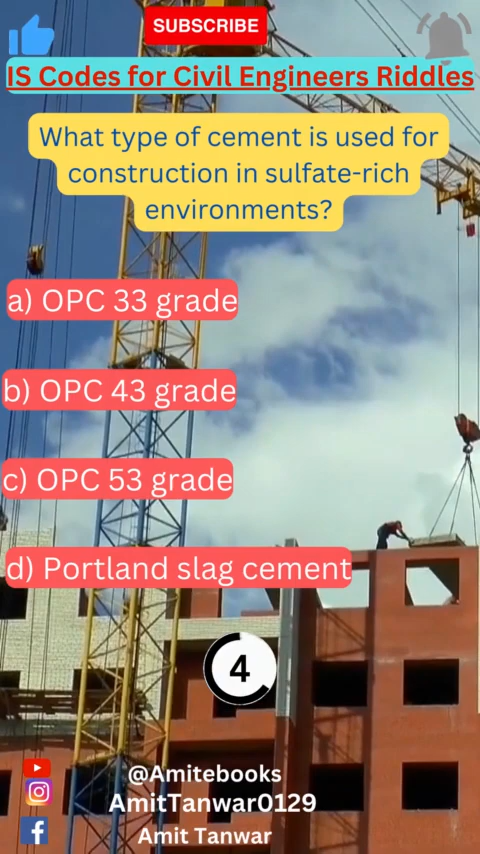 SUBSCRIBE
IS Codes for Civil Engineers Riddles
What type of cement is used for
construction in sulfate-rich
environments?
a) OPC 33 grade
b) OPC 43 grade
c) OPC 53 grade
d) Portland slag cement
4
@Amitebooks
AmitTanwar0129
Amit Tanwar